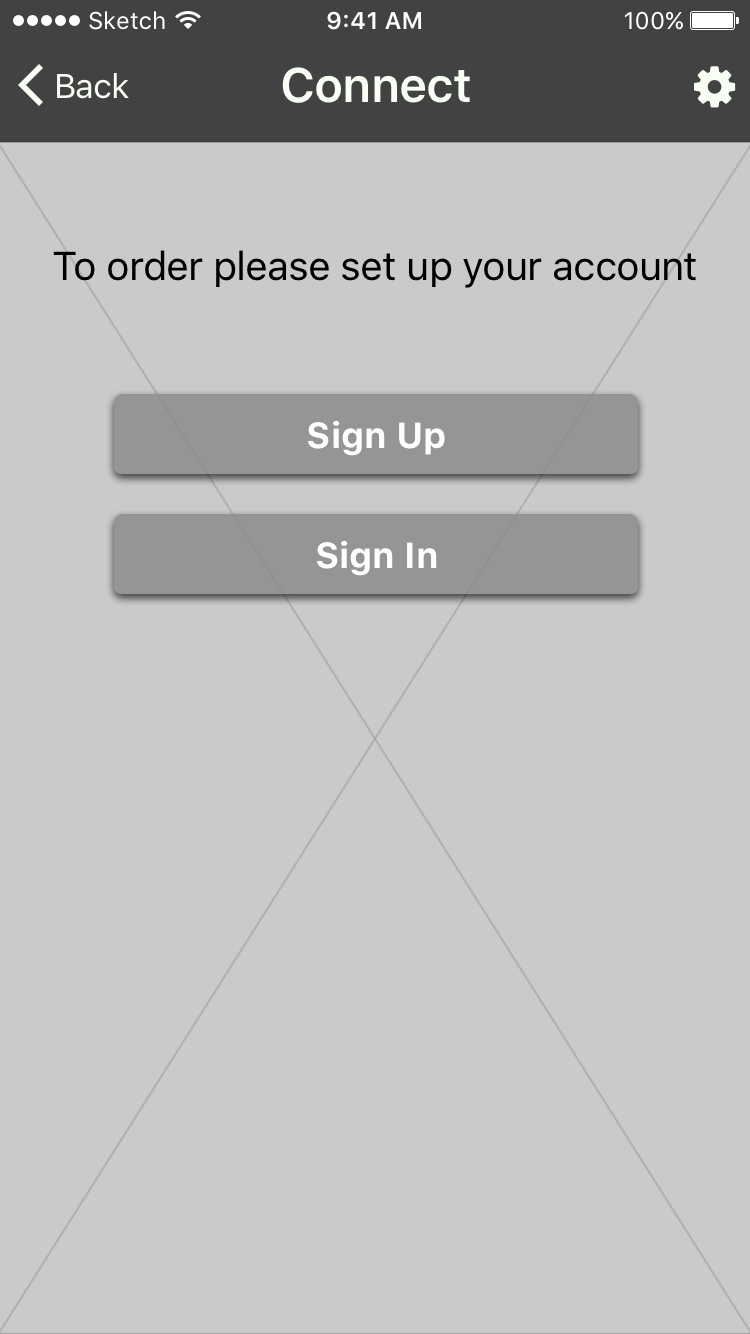 Sketch 9:41 AM 100%
Back Connect
To order please set up your account
Sign Up
Sign In